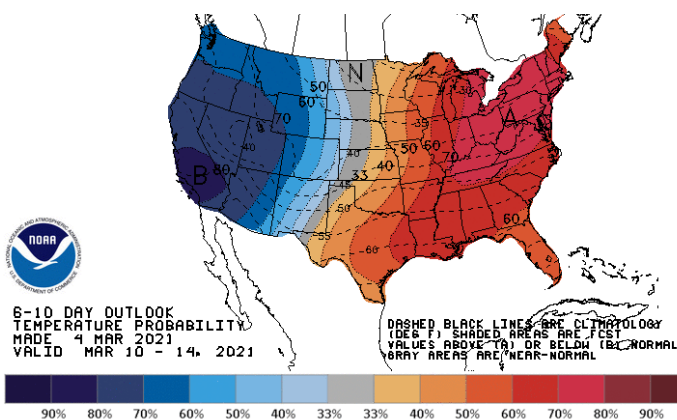 N
50
60
70
80
B
A
33
40
50
60
70
60
30
35
40
40
45
50
55
60
NATIONAL OCEANIC AND ATMOSPHERIC ADMINISTRATION
NOAA
U.S. DEPARTMENT OF COMMERCE
6-10 DAY OUTLOOK
TEMPERATURE PROBABILITY
MADE 4 MAR 2021
VALID MAR 10 - 14, 2021
DASHED BLACK LINES ARE CLIMATOLOGY
(DEG F) SHADED AREAS ARE FCST
VALUES ABOVE (A) OR BELOW (B) NORMAL
GRAY AREAS ARE NEAR-NORMAL
90% 80% 70% 60% 50% 40% 33% 33% 40% 50% 60% 70% 80% 90%